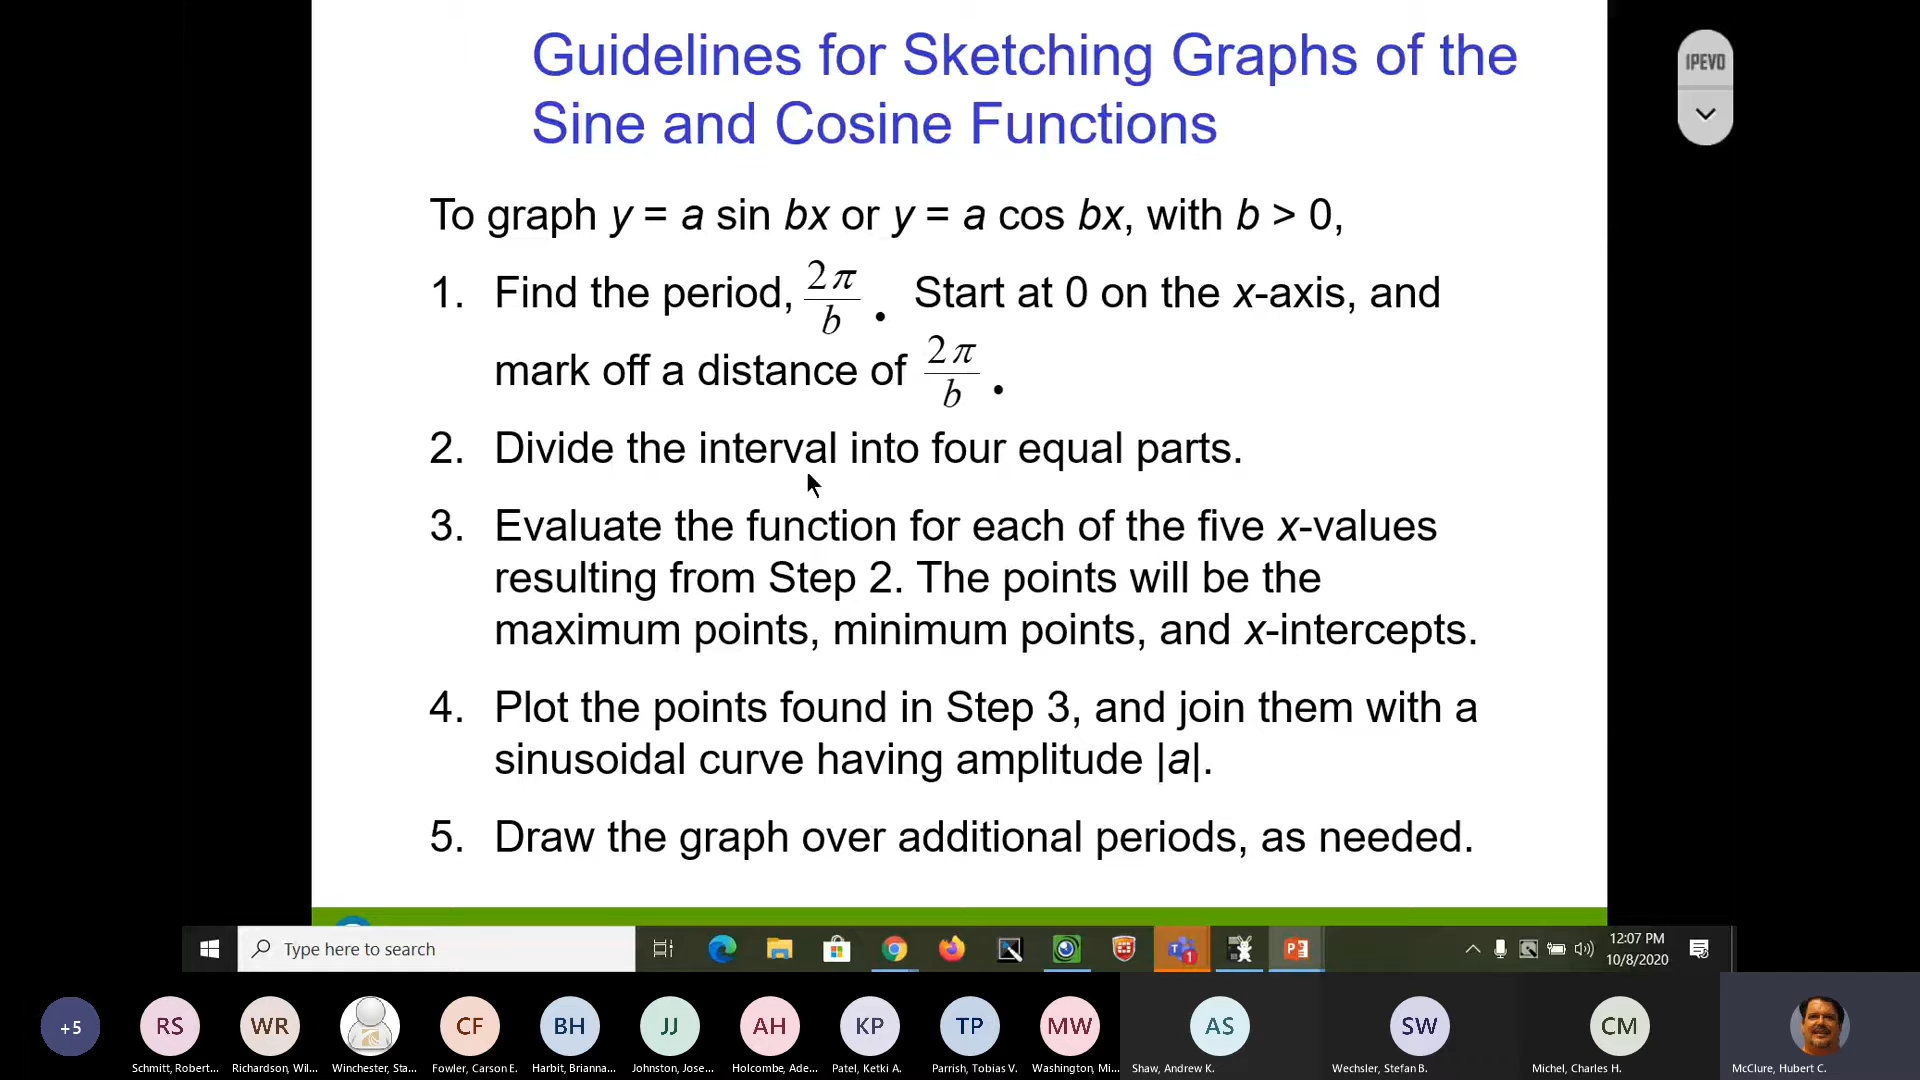 Guidelines for Sketching Graphs of the
Sine and Cosine Functions
IPEVO
To graph y = a sin bx or y = a cos bx, with b > 0,
1. Find the period, 2π/b. Start at 0 on the x-axis, and
mark off a distance of 2π/b.
2. Divide the interval into four equal parts.
3. Evaluate the function for each of the five x-values
resulting from Step 2. The points will be the
maximum points, minimum points, and x-intercepts.
4. Plot the points found in Step 3, and join them with a
sinusoidal curve having amplitude |a|.
5. Draw the graph over additional periods, as needed.
Type here to search
12:07 PM
10/8/2020
+5 RS WR CF BH JJ AH KP TP MW AS SW CM
Schmitt, Robert... Richardson, Wil... Winchester, Sta... Fowler, Carson E. Harbit, Brianna... Johnston, Jose... Holcombe, Ade... Patel, Ketki A. Parrish, Tobias V. Washington, Mi... Shaw, Andrew K. Wechsler, Stefan B. Michel, Charles H. McClure, Hubert C.